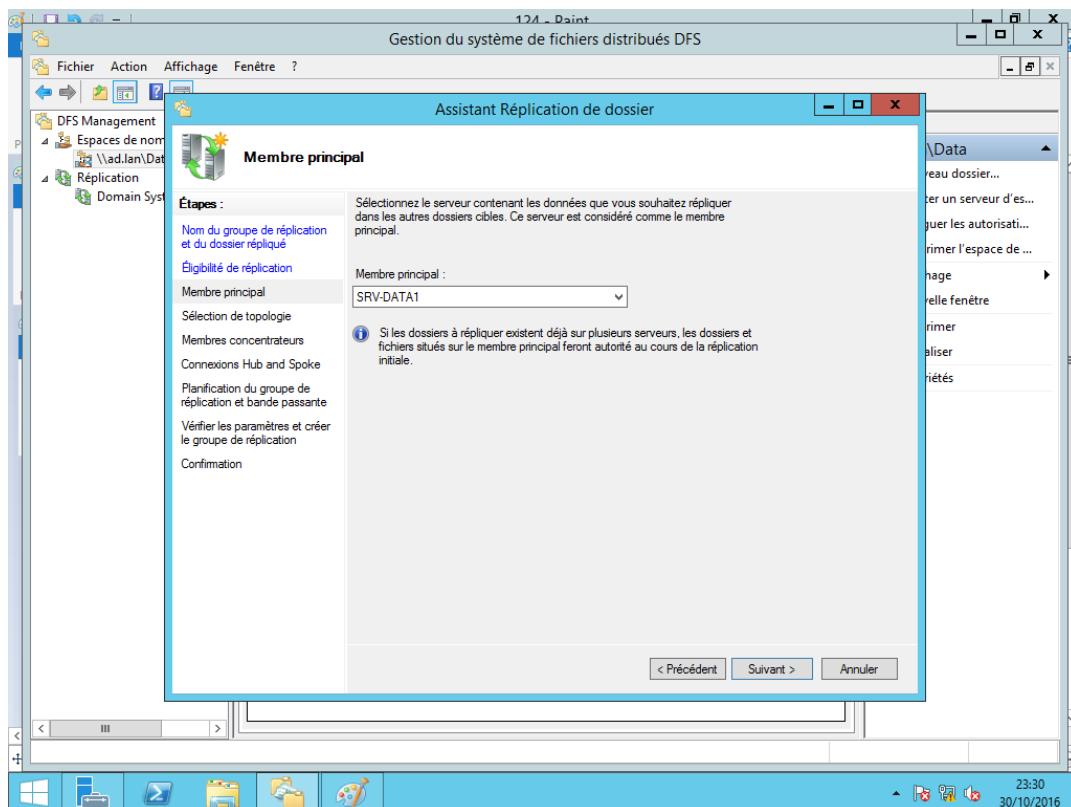 124 - Paint
Gestion du système de fichiers distribués DFS
Fichier Action Affichage Fenêtre ?
Assistant Réplication de dossier
DFS Management
Espaces de nom
\\ad.lan\Dat
Réplication
Domain Syst
Membre principal
Étapes :
Nom du groupe de réplication
et du dossier répliqué
Éligibilité de réplication
Membre principal
Sélection de topologie
Membres concentrateurs
Connexions Hub and Spoke
Planification du groupe de
réplication et bande passante
Vérifier les paramètres et créer
le groupe de réplication
Confirmation
Sélectionnez le serveur contenant les données que vous souhaitez répliquer
dans les autres dossiers cibles. Ce serveur est considéré comme le membre
principal.
Membre principal :
SRV-DATA1
Si les dossiers à répliquer existent déjà sur plusieurs serveurs, les dossiers et
fichiers situés sur le membre principal feront autorité au cours de la réplication
initiale.
< Précédent
Suivant >
Annuler
\Data
veau dossier...
ter un serveur d'es...
guer les autorisati...
rimer l'espace de ...
hage
velle fenêtre
rimer
aliser
riétés
23:30
30/10/2016